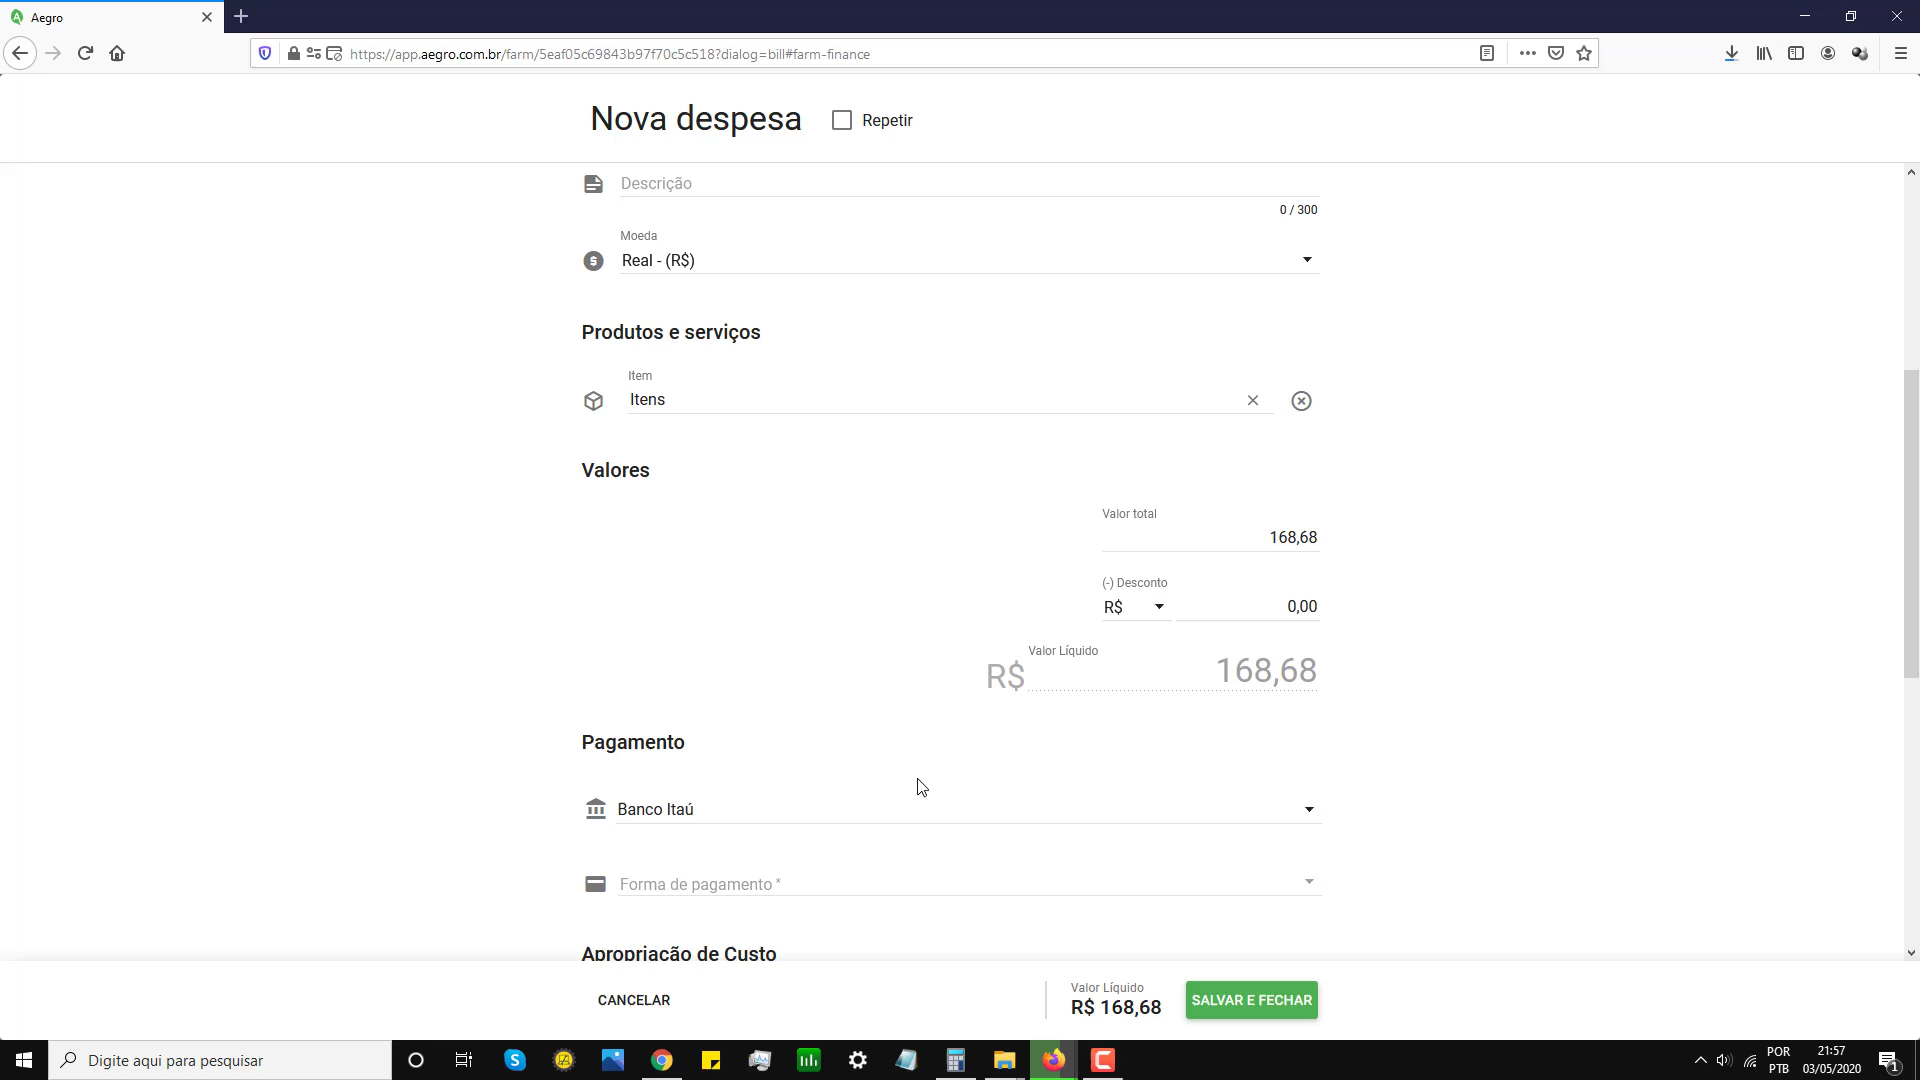 Aegro
https://app.aegro.com.br/farm/5eaf05c69843b97f70c5c518?dialog=bill#farm-finance
Nova despesa
Repetir
Descrição
0 / 300
Moeda
Real - (R$)
Produtos e serviços
Item
Itens
Valores
Valor total
168,68
(-) Desconto
R$ 0,00
Valor Líquido
R$ 168,68
Pagamento
Banco Itaú
Forma de pagamento *
Apropriação de Custo
CANCELAR
Valor Líquido
R$ 168,68
SALVAR E FECHAR
Digite aqui para pesquisar
POR
PTB
21:57
03/05/2020
1